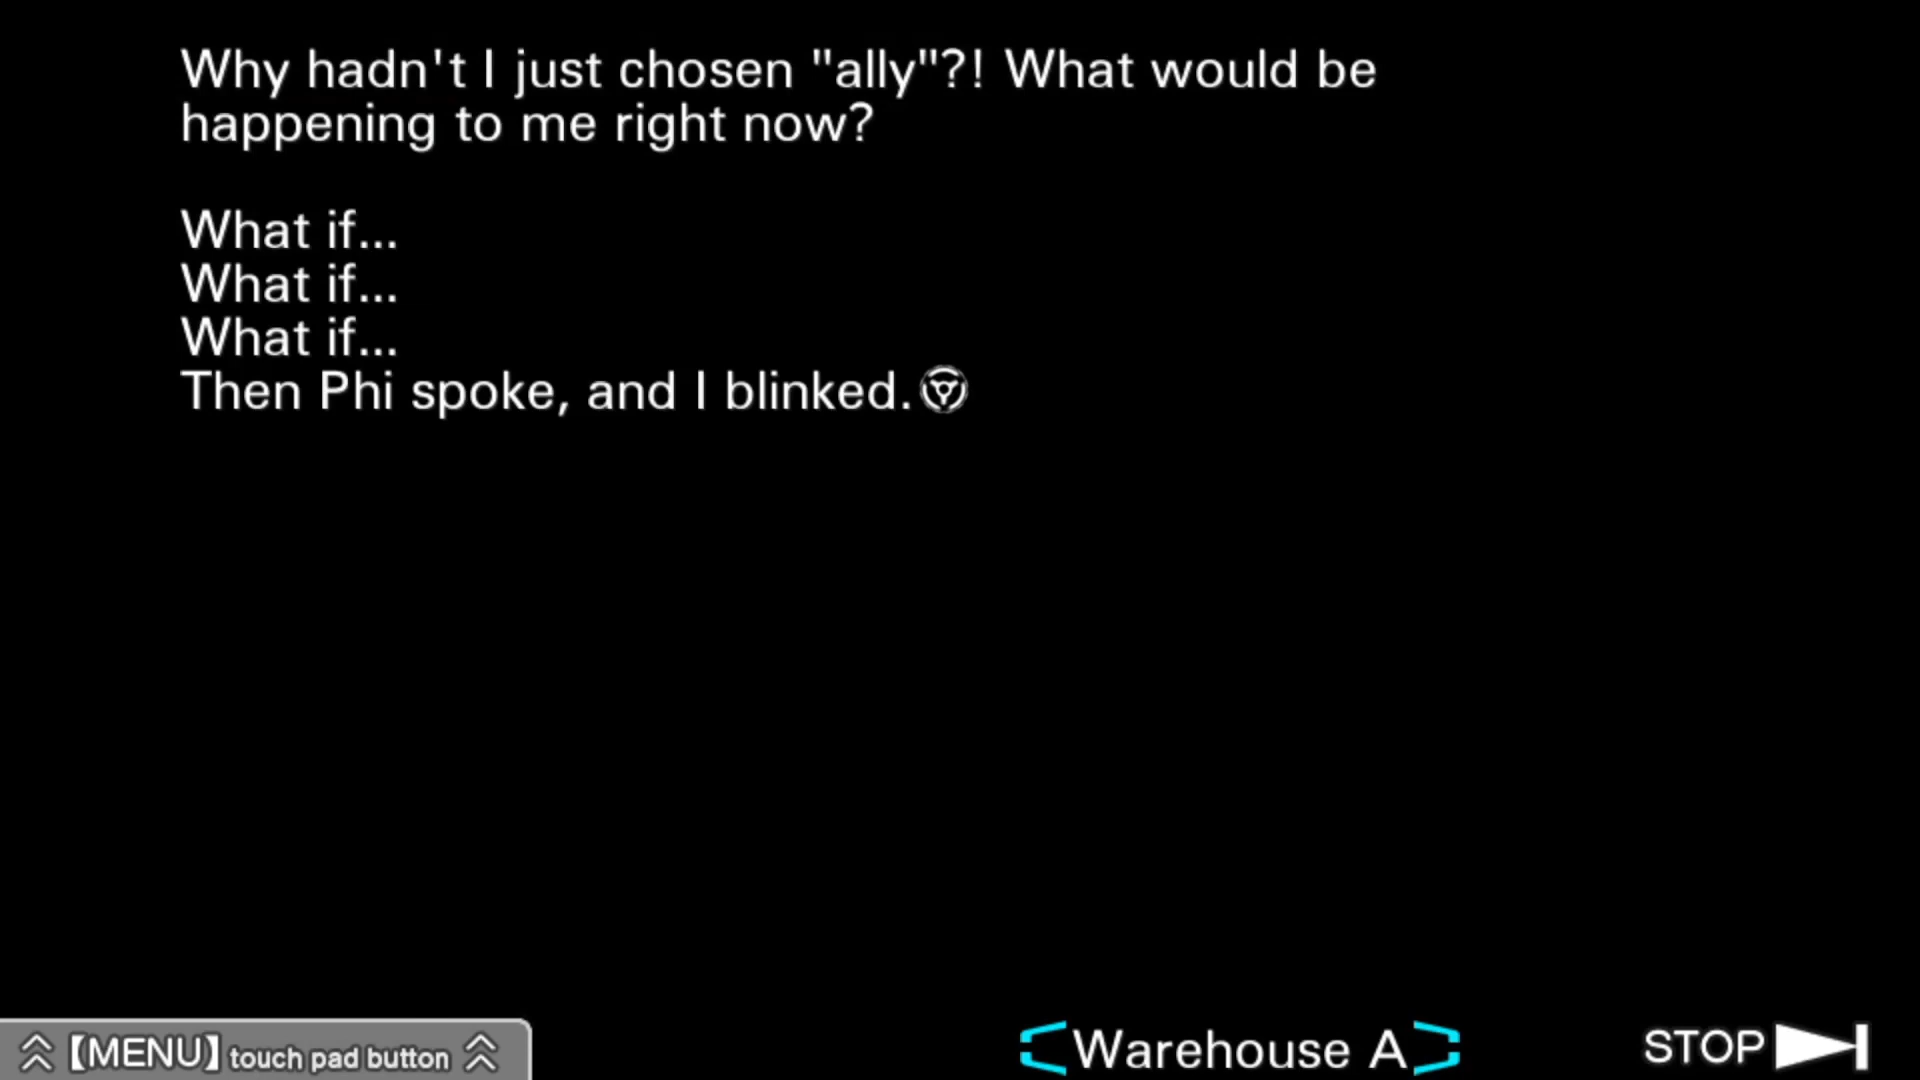 Why hadn't I just chosen "ally"?! What would be
happening to me right now?
What if...
What if...
What if...
Then Phi spoke, and I blinked.
【MENU】 touch pad button
Warehouse A
STOP